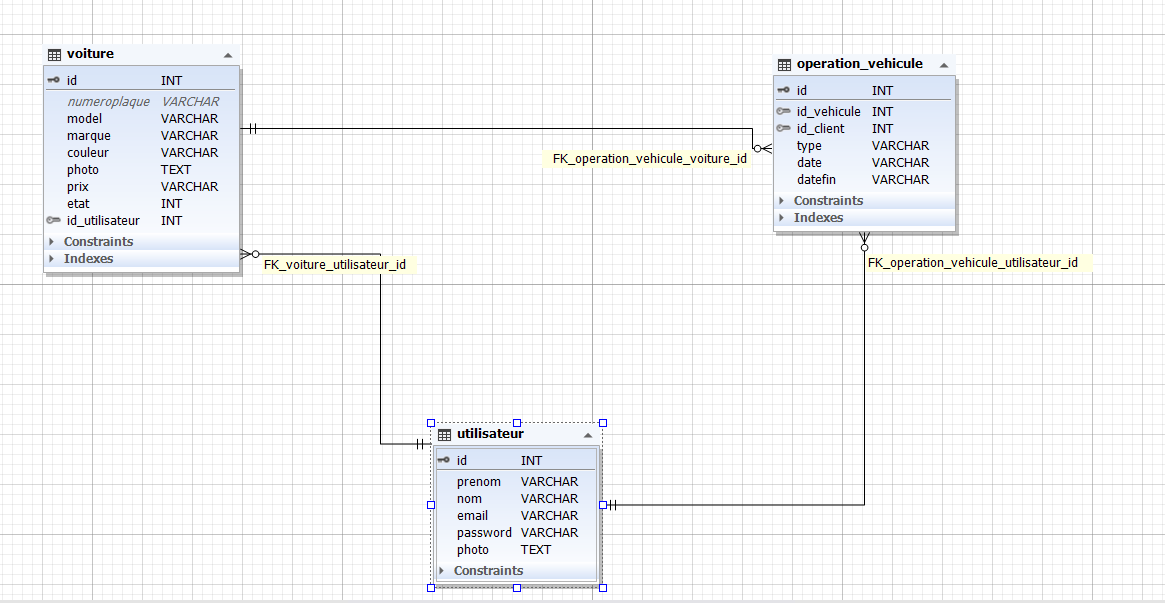 voiture
id INT
numeroplaque VARCHAR
model VARCHAR
marque VARCHAR
couleur VARCHAR
photo TEXT
prix VARCHAR
etat INT
id_utilisateur INT
Constraints
Indexes
operation_vehicule
id INT
id_vehicule INT
id_client INT
type VARCHAR
date VARCHAR
datefin VARCHAR
Constraints
Indexes
FK_operation_vehicule_voiture_id
FK_voiture_utilisateur_id
FK_operation_vehicule_utilisateur_id
utilisateur
id INT
prenom VARCHAR
nom VARCHAR
email VARCHAR
password VARCHAR
photo TEXT
Constraints